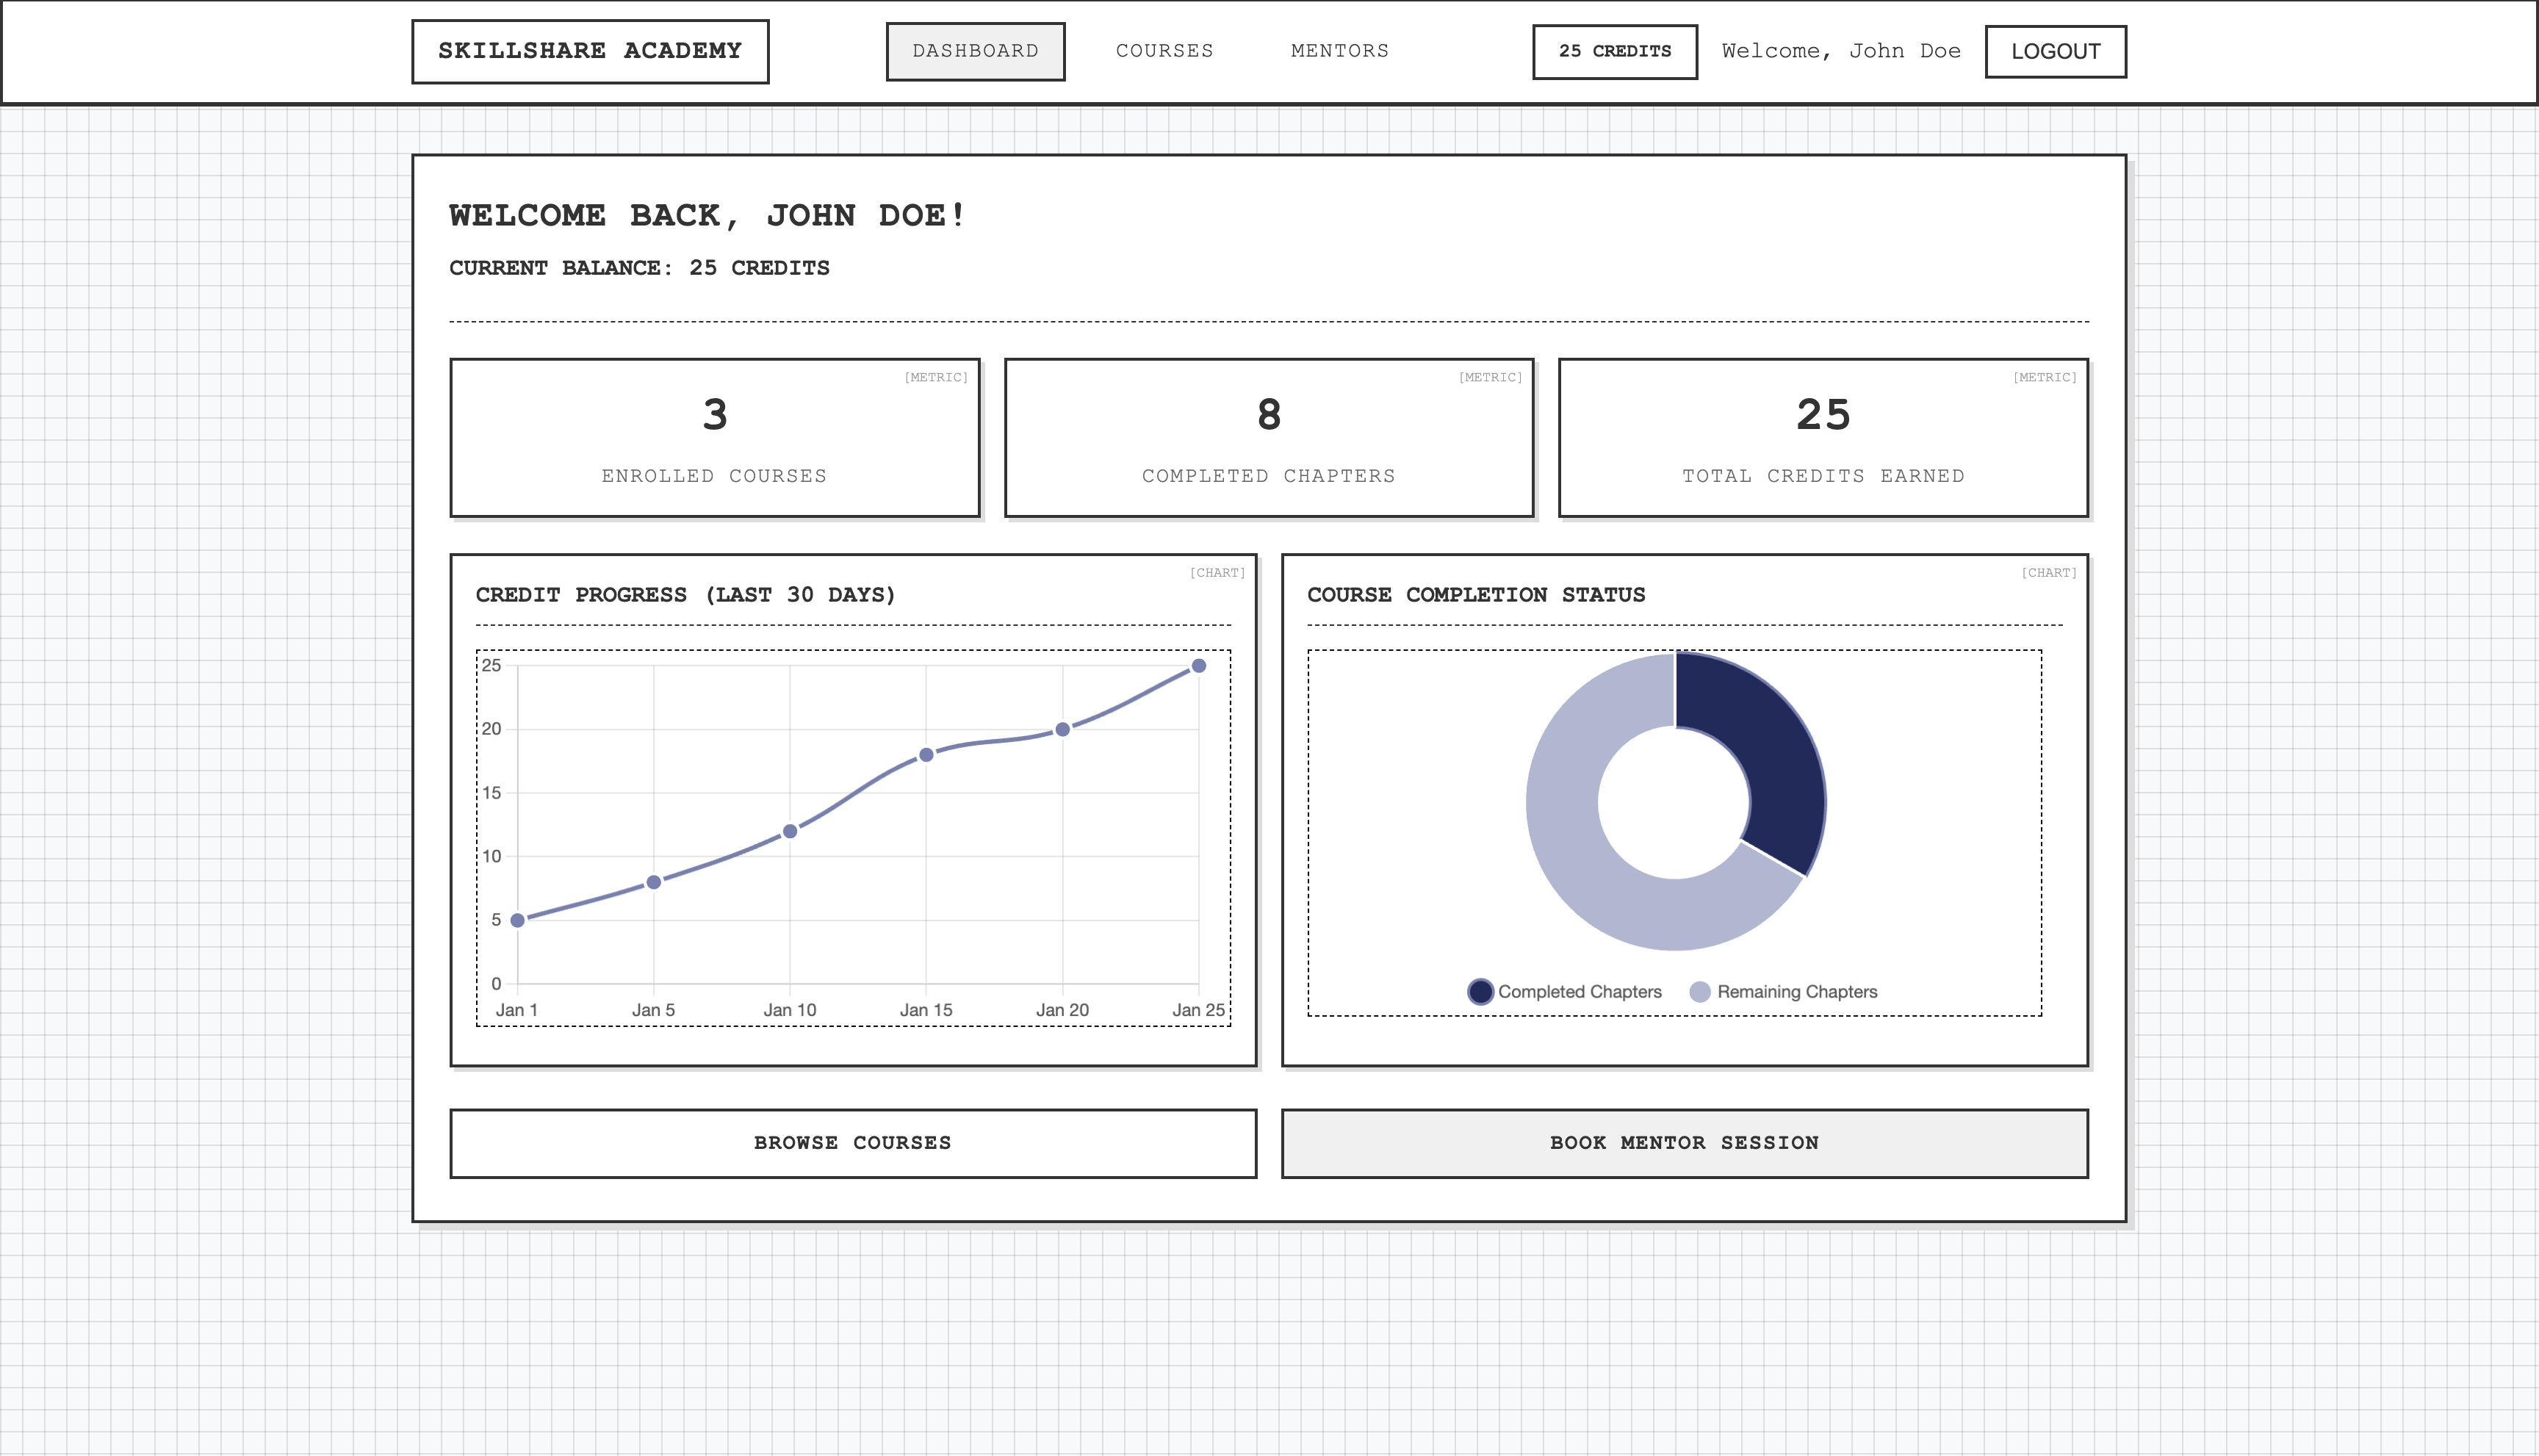 SKILLSHARE ACADEMY
DASHBOARD
COURSES
MENTORS
25 CREDITS
Welcome, John Doe
LOGOUT
WELCOME BACK, JOHN DOE!
CURRENT BALANCE: 25 CREDITS
[METRIC]
3
ENROLLED COURSES
[METRIC]
8
COMPLETED CHAPTERS
[METRIC]
25
TOTAL CREDITS EARNED
[CHART]
CREDIT PROGRESS (LAST 30 DAYS)
25
20
15
10
5
0
Jan 1
Jan 5
Jan 10
Jan 15
Jan 20
Jan 25
[CHART]
COURSE COMPLETION STATUS
Completed Chapters
Remaining Chapters
BROWSE COURSES
BOOK MENTOR SESSION